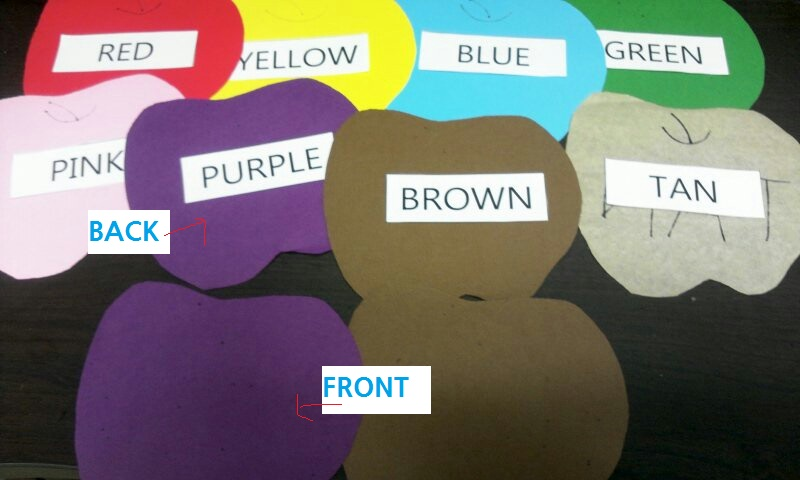 RED
YELLOW
BLUE
GREEN
PINK
PURPLE
BROWN
TAN
BACK
FRONT